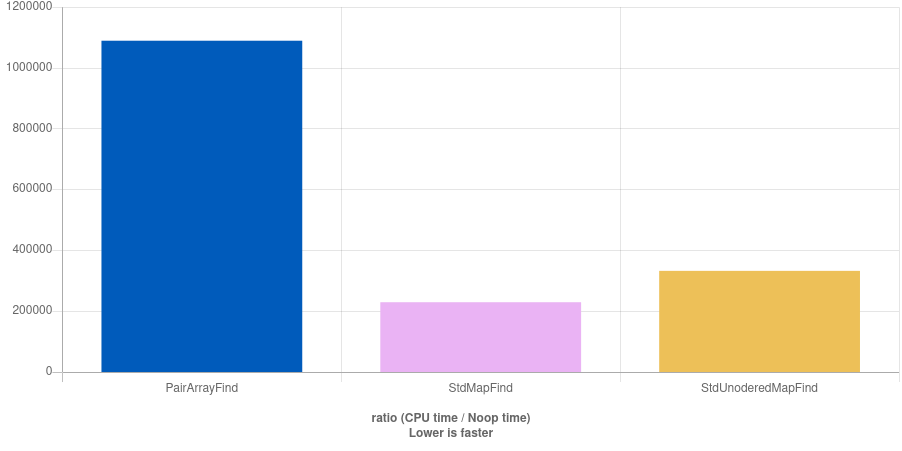 1200000
1000000
800000
600000
400000
200000
0
PairArrayFind StdMapFind StdUnoderedMapFind
ratio (CPU time / Noop time)
Lower is faster